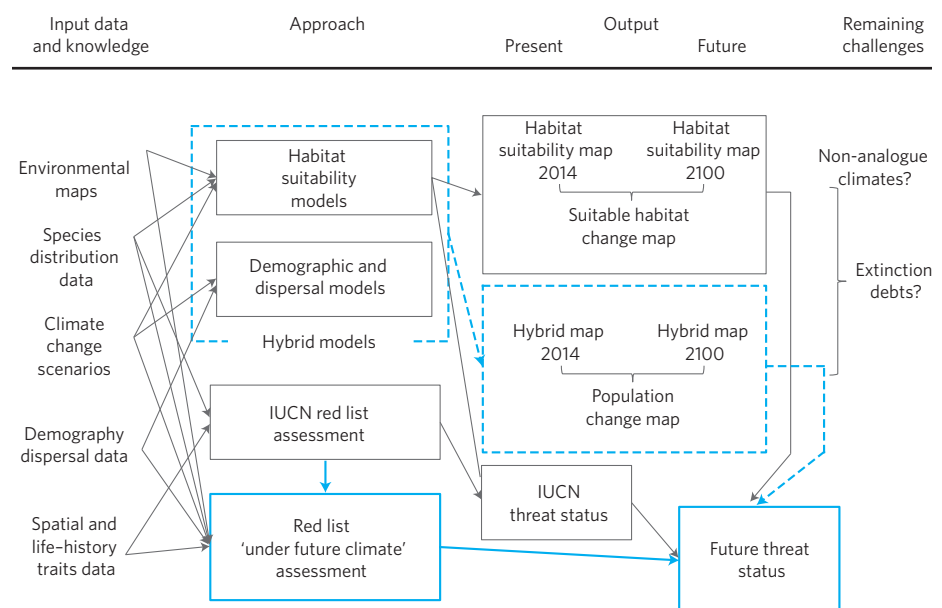 Input data
and knowledge
Approach
Output
Present
Future
Remaining
challenges
Environmental
maps
Species
distribution
data
Climate
change
scenarios
Demography
dispersal data
Spatial and
life–history
traits data
Habitat
suitability
models
Demographic and
dispersal models
Hybrid models
IUCN red list
assessment
Red list
‘under future climate’
assessment
Habitat
suitability map
2014
Habitat
suitability map
2100
Suitable habitat
change map
Hybrid map
2014
Hybrid map
2100
Population
change map
IUCN
threat status
Future threat
status
Non-analogue
climates?
Extinction
debts?